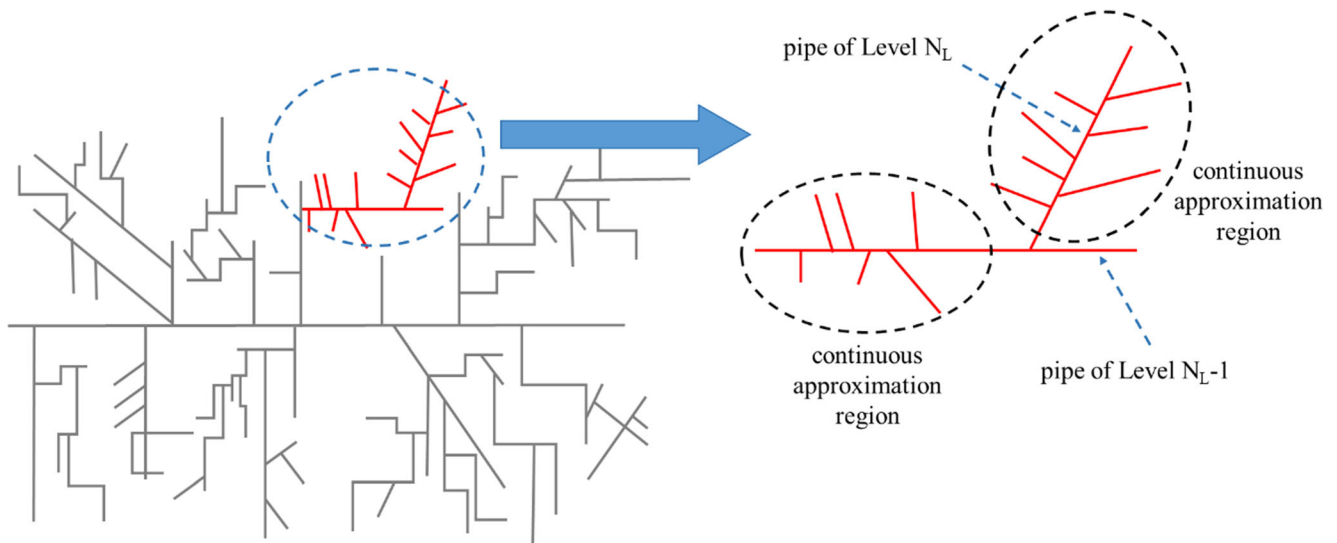 pipe of Level N_L
continuous
approximation
region
continuous
approximation
region
pipe of Level N_L-1